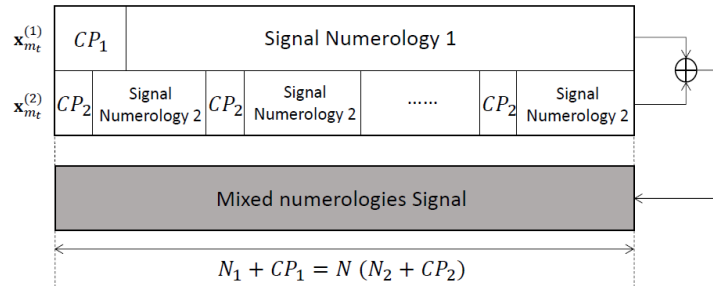 x_{m_t}^{(1)} CP_1 Signal Numerology 1
x_{m_t}^{(2)} CP_2 Signal Numerology 2 CP_2 Signal Numerology 2 ...... CP_2 Signal Numerology 2
Mixed numerologies Signal
N_1 + CP_1 = N (N_2 + CP_2)